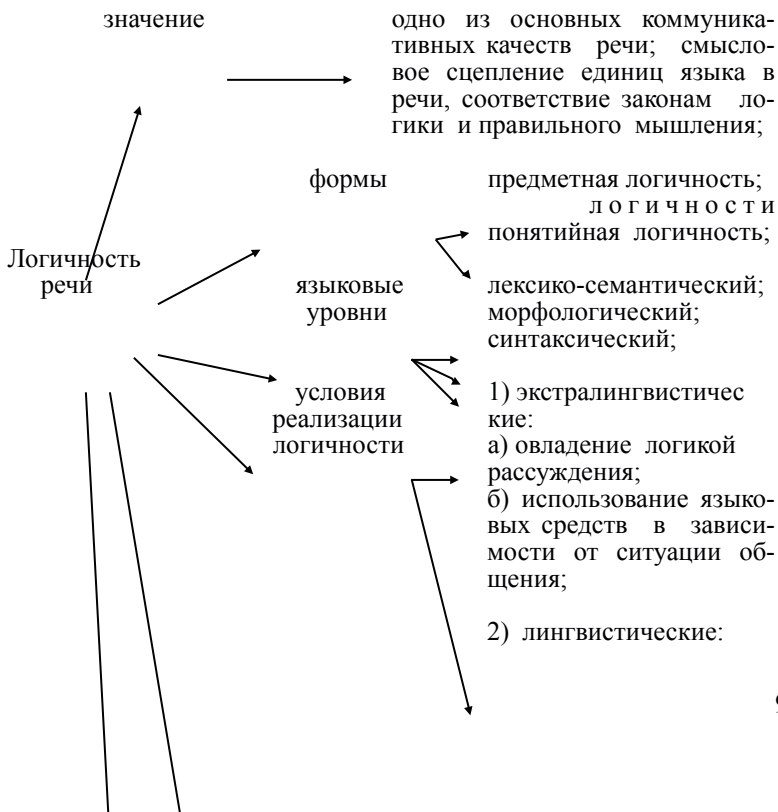 значение
одно из основных коммуника-
тивных качеств речи; смысло-
вое сцепление единиц языка в
речи, соответствие законам ло-
гики и правильного мышления;
формы
предметная логичность;
логичности
понятийная логичность;
Логичность
речи
языковые
уровни
лексико-семантический;
морфологический;
синтаксический;
условия
реализации
логичности
1) экстралингвистичес
кие:
а) овладение логикой
рассуждения;
б) использование языко-
вых средств в зависи-
мости от ситуации об-
щения;
2) лингвистические: